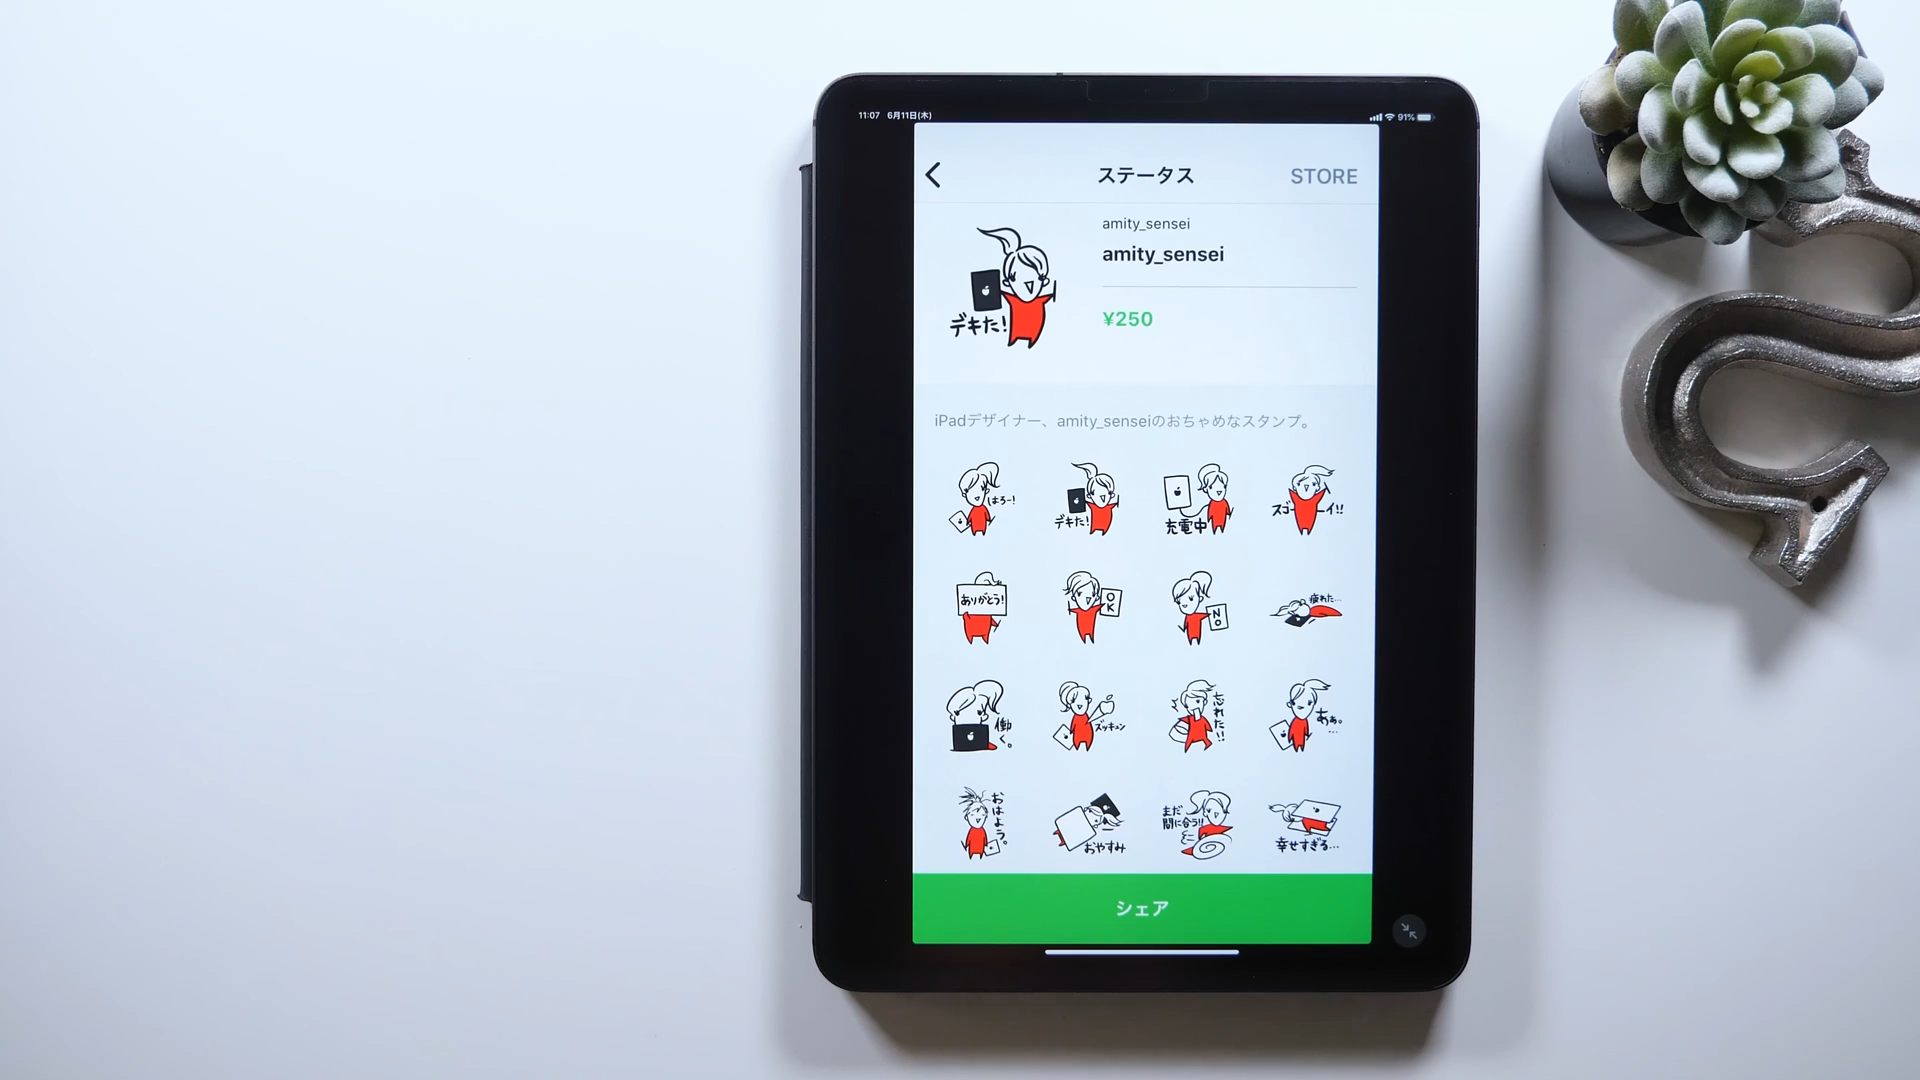 11:07 6月11日(木)
91%
ステータス
STORE
amity_sensei
amity_sensei
デキた!
¥250
iPadデザイナー、amity_senseiのおちゃめなスタンプ。
はろー!
デキた!
充電中
スゴーイ!!
ありがとう!
OK
NO
疲れた…
働く。
ズッキュン
忘れた!!
あぁ。…
おはよう。
おやすみ
まだ間に合う!!
幸せすぎる…
シェア